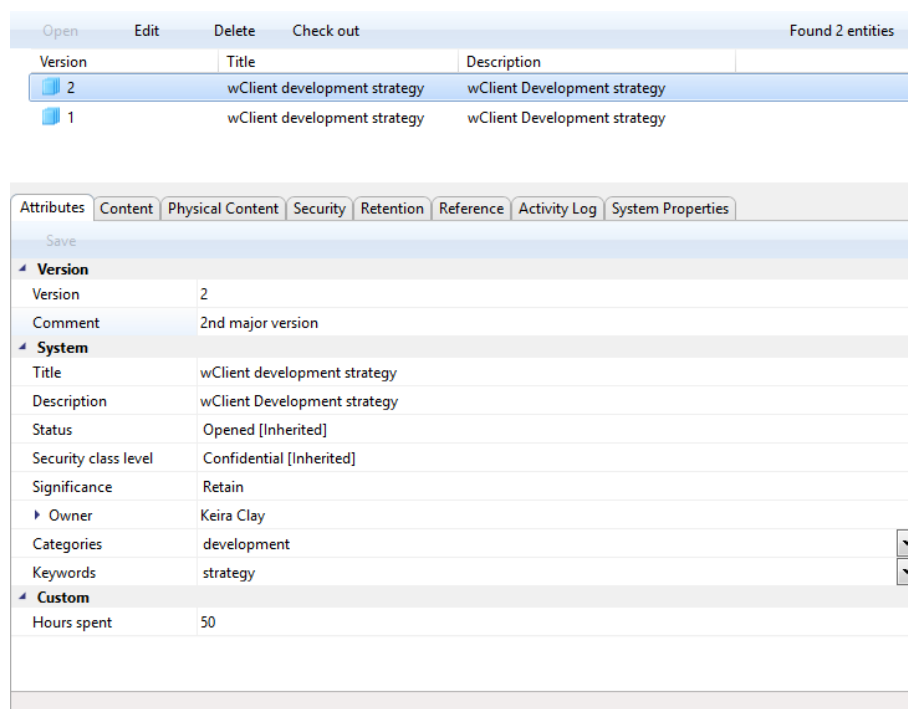 Open Edit Delete Check out Found 2 entities
Version Title Description
2 wClient development strategy wClient Development strategy
1 wClient development strategy wClient Development strategy
Attributes Content Physical Content Security Retention Reference Activity Log System Properties
Save
Version
Version 2
Comment 2nd major version
System
Title wClient development strategy
Description wClient Development strategy
Status Opened [Inherited]
Security class level Confidential [Inherited]
Significance Retain
Owner Keira Clay
Categories development
Keywords strategy
Custom
Hours spent 50